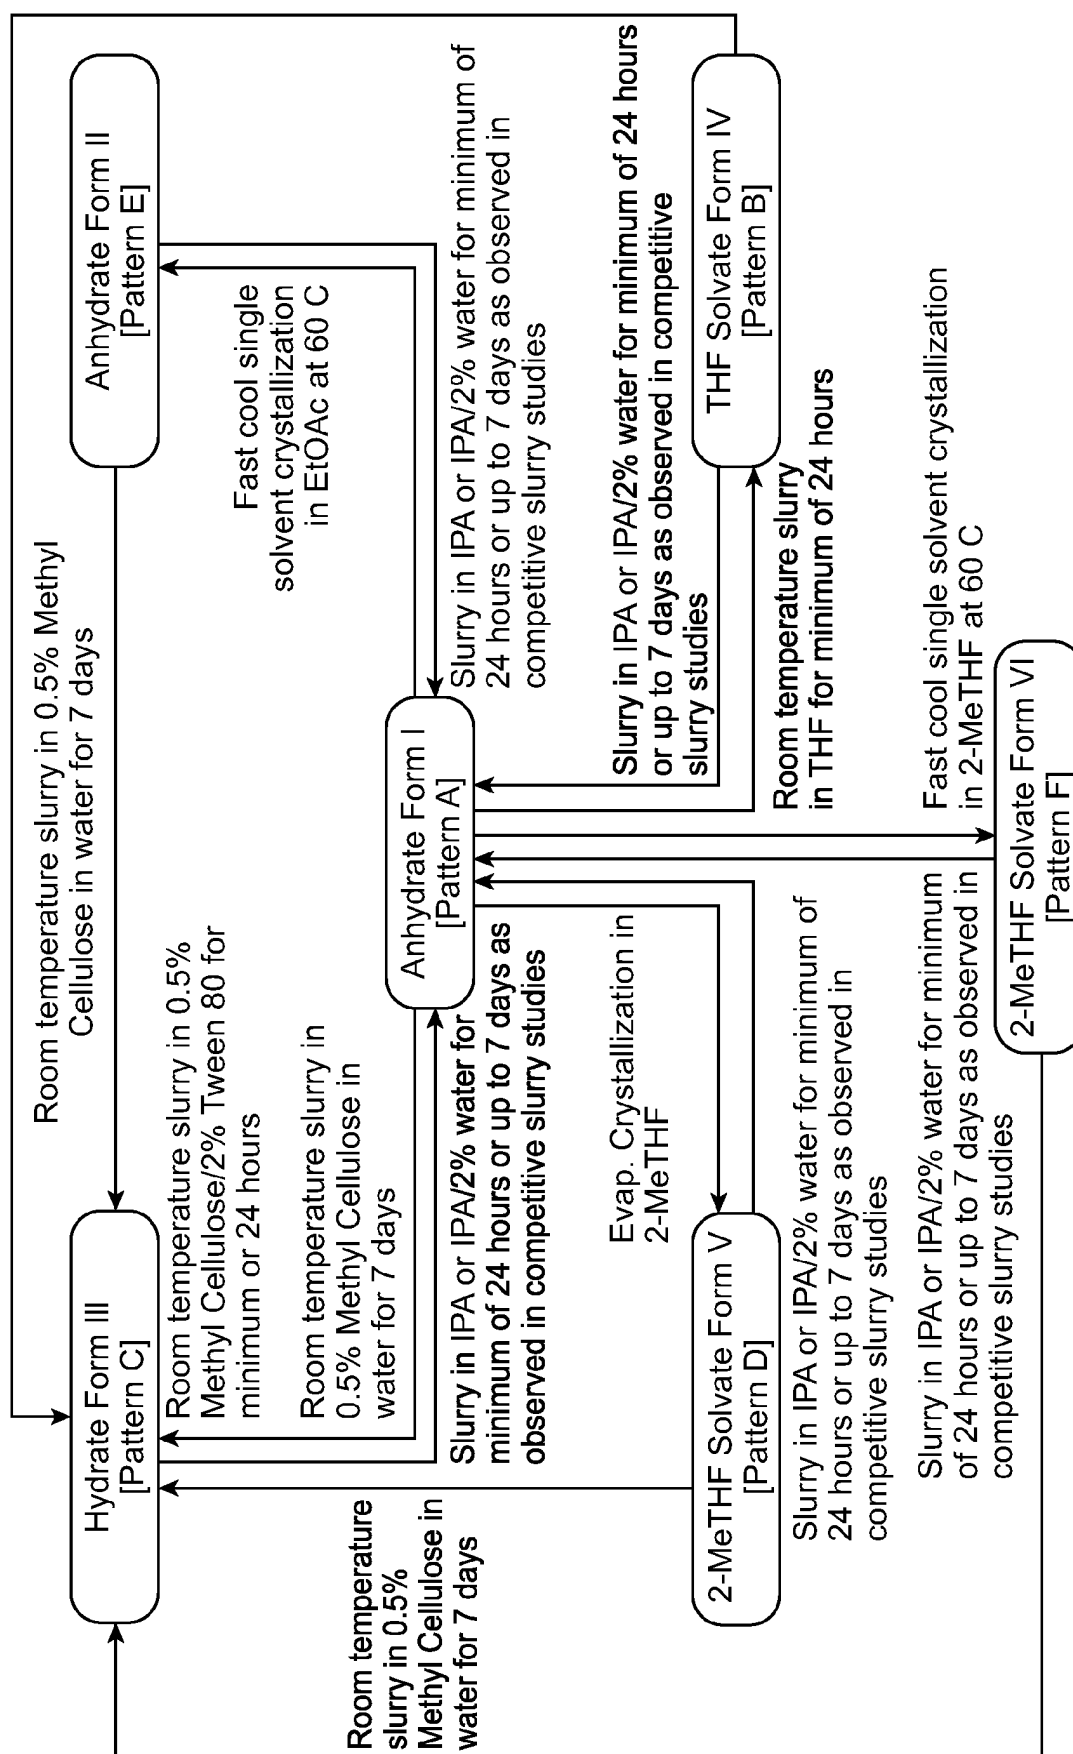 Hydrate Form III
[Pattern C]
Room temperature slurry in 0.5% Methyl
Cellulose in water for 7 days
Anhydrate Form II
[Pattern E]
Room temperature slurry in 0.5%
Methyl Cellulose/2% Tween 80 for
minimum or 24 hours
Fast cool single
solvent crystallization
in EtOAc at 60 C
Room temperature slurry in
0.5% Methyl Cellulose in
water for 7 days
Room temperature
slurry in 0.5%
Methyl Cellulose in
water for 7 days
Slurry in IPA or IPA/2% water for
minimum of 24 hours or up to 7 days as
observed in competitive slurry studies
Anhydrate Form I
[Pattern A]
Slurry in IPA or IPA/2% water for minimum of
24 hours or up to 7 days as observed in
competitive slurry studies
Evap. Crystallization in
2-MeTHF
Slurry in IPA or IPA/2% water for minimum of 24 hours
or up to 7 days as observed in competitive
slurry studies
2-MeTHF Solvate Form V
[Pattern D]
THF Solvate Form IV
[Pattern B]
Room temperature slurry
in THF for minimum of 24 hours
Slurry in IPA or IPA/2% water for minimum of
24 hours or up to 7 days as observed in
competitive slurry studies
Slurry in IPA or IPA/2% water for minimum
of 24 hours or up to 7 days as observed in
competitive slurry studies
Fast cool single solvent crystallization
in 2-MeTHF at 60 C
2-MeTHF Solvate Form VI
[Pattern F]